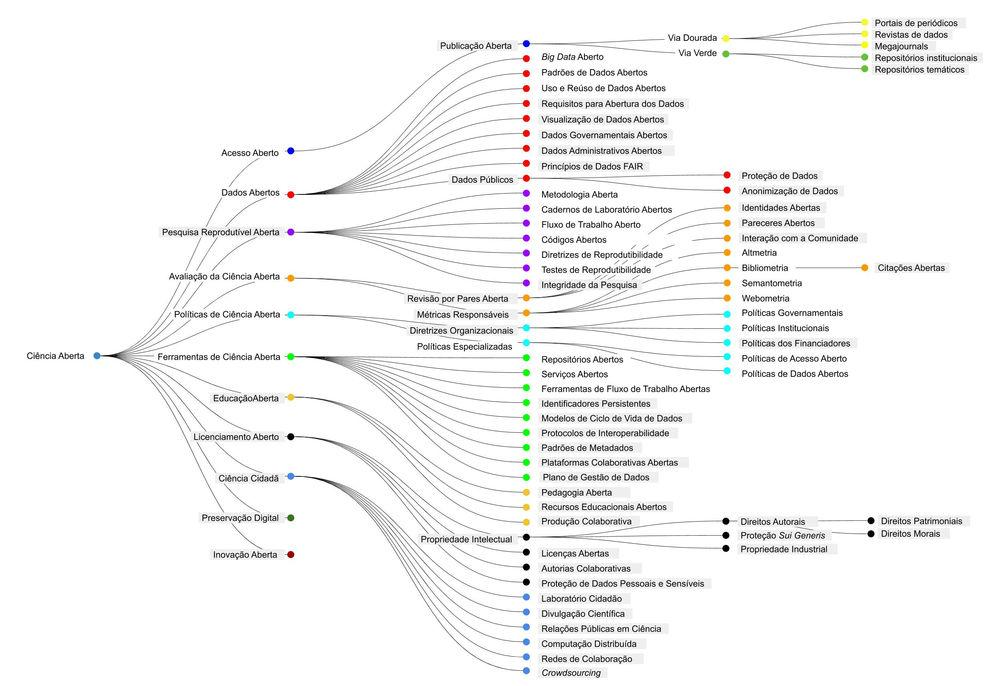 Ciência Aberta
Acesso Aberto
Dados Abertos
Pesquisa Reprodutível Aberta
Avaliação da Ciência Aberta
Políticas de Ciência Aberta
Ferramentas de Ciência Aberta
EducaçãoAberta
Licenciamento Aberto
Ciência Cidadã
Preservação Digital
Inovação Aberta
Publicação Aberta
Big Data Aberto
Padrões de Dados Abertos
Uso e Reúso de Dados Abertos
Requisitos para Abertura dos Dados
Visualização de Dados Abertos
Dados Governamentais Abertos
Dados Administrativos Abertos
Princípios de Dados FAIR
Dados Públicos
Metodologia Aberta
Cadernos de Laboratório Abertos
Fluxo de Trabalho Aberto
Códigos Abertos
Diretrizes de Reprodutibilidade
Testes de Reprodutibilidade
Integridade da Pesquisa
Revisão por Pares Aberta
Métricas Responsáveis
Diretrizes Organizacionais
Políticas Especializadas
Repositórios Abertos
Serviços Abertos
Ferramentas de Fluxo de Trabalho Abertas
Identificadores Persistentes
Modelos de Ciclo de Vida de Dados
Protocolos de Interoperabilidade
Padrões de Metadados
Plataformas Colaborativas Abertas
Plano de Gestão de Dados
Pedagogia Aberta
Recursos Educacionais Abertos
Produção Colaborativa
Propriedade Intelectual
Licenças Abertas
Autorias Colaborativas
Proteção de Dados Pessoais e Sensíveis
Laboratório Cidadão
Divulgação Científica
Relações Públicas em Ciência
Computação Distribuída
Redes de Colaboração
Crowdsourcing
Via Dourada
Via Verde
Proteção de Dados
Anonimização de Dados
Identidades Abertas
Pareceres Abertos
Interação com a Comunidade
Altmetria
Bibliometria
Semantometria
Webometria
Políticas Governamentais
Políticas Institucionais
Políticas dos Financiadores
Políticas de Acesso Aberto
Políticas de Dados Abertos
Direitos Autorais
Proteção Sui Generis
Propriedade Industrial
Portais de periódicos
Revistas de dados
Megajournals
Repositórios institucionais
Repositórios temáticos
Citações Abertas
Direitos Patrimoniais
Direitos Morais